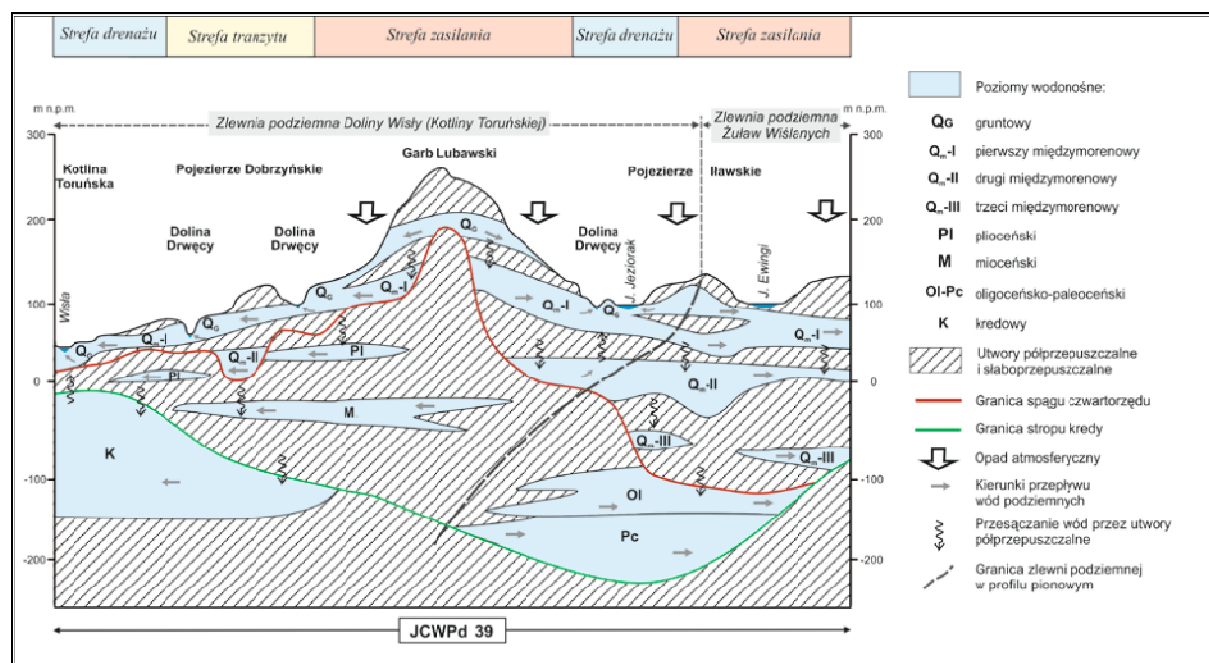 Strefa drenażu
Strefa tranzytu
Strefa zasilania
Strefa drenażu
Strefa zasilania
m n.p.m.
m n.p.m.
Zlewnia podziemna Doliny Wisły (Kotliny Toruńskiej)
Zlewnia podziemna
Żuław Wiślanych
300
300
Garb Lubawski
Kotlina
Toruńska
Pojezierze Dobrzyńskie
Pojezierze
Iławskie
200
200
Dolina
Drwęcy
Dolina
Drwęcy
Dolina
Drwęcy
Wisła
J. Jeziorak
J. Ewingi
QG
Qm-I
QG
Qm-I
QG
100
100
Qm-I
QG
QG
Qm-I
Qm-I
Qm-II
Pl
Pl
Qm-II
0
0
M
Qm-III
Qm-III
K
Ol
Pc
-100
-100
-200
-200
JCWPd 39
Poziomy wodonośne:
QG gruntowy
Qm-I pierwszy międzymorenowy
Qm-II drugi międzymorenowy
Qm-III trzeci międzymorenowy
Pl plioceński
M mioceński
Ol-Pc oligoceńsko-paleoceński
K kredowy
Utwory półprzepuszczalne
i słaboprzepuszczalne
Granica spągu czwartorzędu
Granica stropu kredy
Opad atmosferyczny
Kierunki przepływu
wód podziemnych
Przesączanie wód przez utwory
półprzepuszczalne
Granica zlewni podziemnej
w profilu pionowym